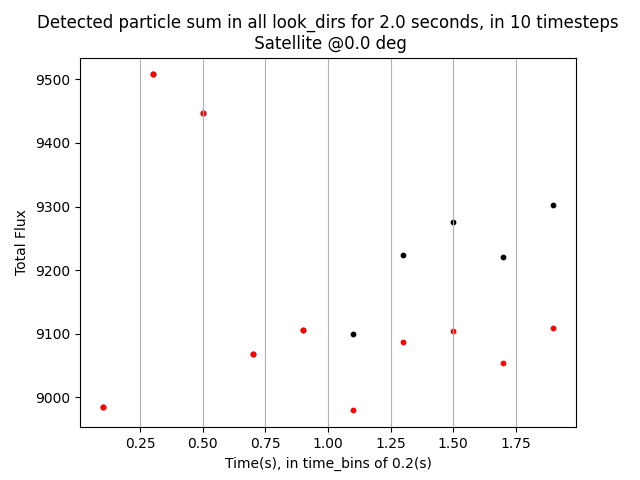 Detected particle sum in all look_dirs for 2.0 seconds, in 10 timesteps
Satellite @0.0 deg
9500
9400
9300
9200
9100
9000
Total Flux
0.25 0.50 0.75 1.00 1.25 1.50 1.75
Time(s), in time_bins of 0.2(s)